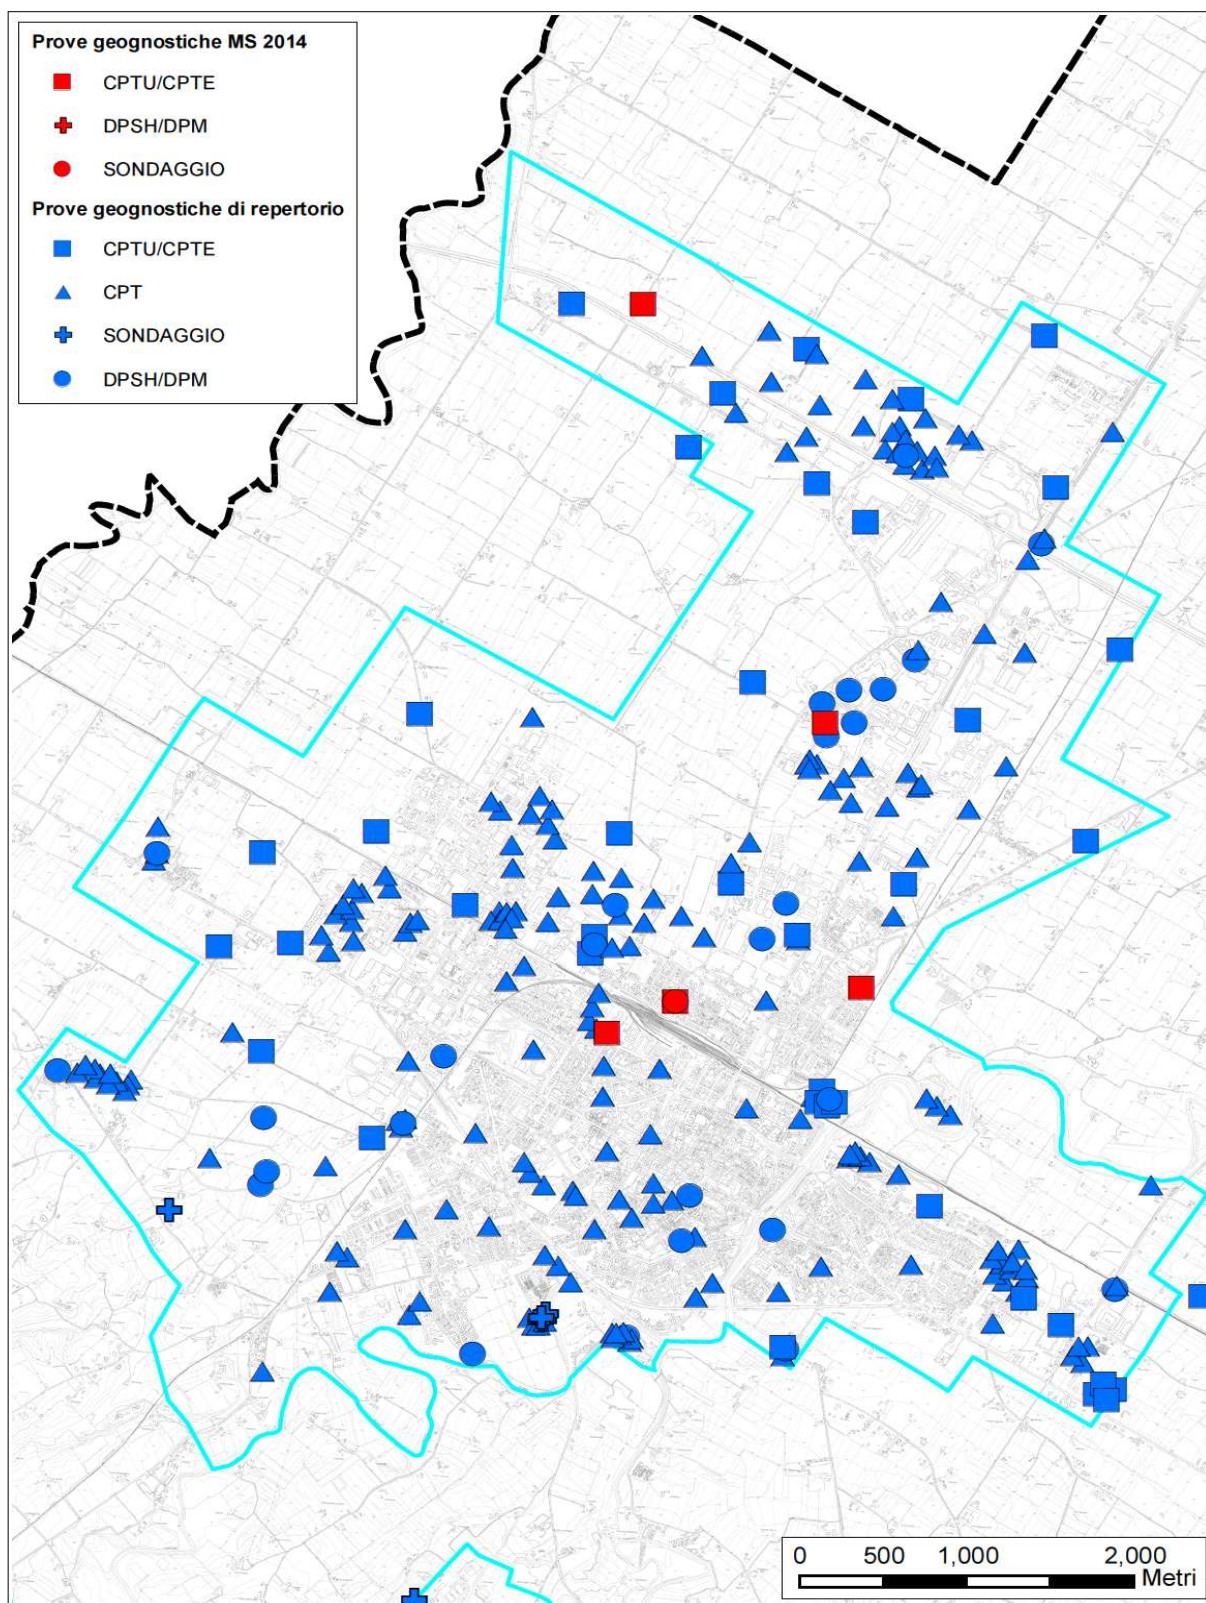 Prove geognostiche MS 2014
CPTU/CPTE
DPSH/DPM
SONDAGGIO
Prove geognostiche di repertorio
CPTU/CPTE
CPT
SONDAGGIO
DPSH/DPM
0 500 1,000 2,000
Metri